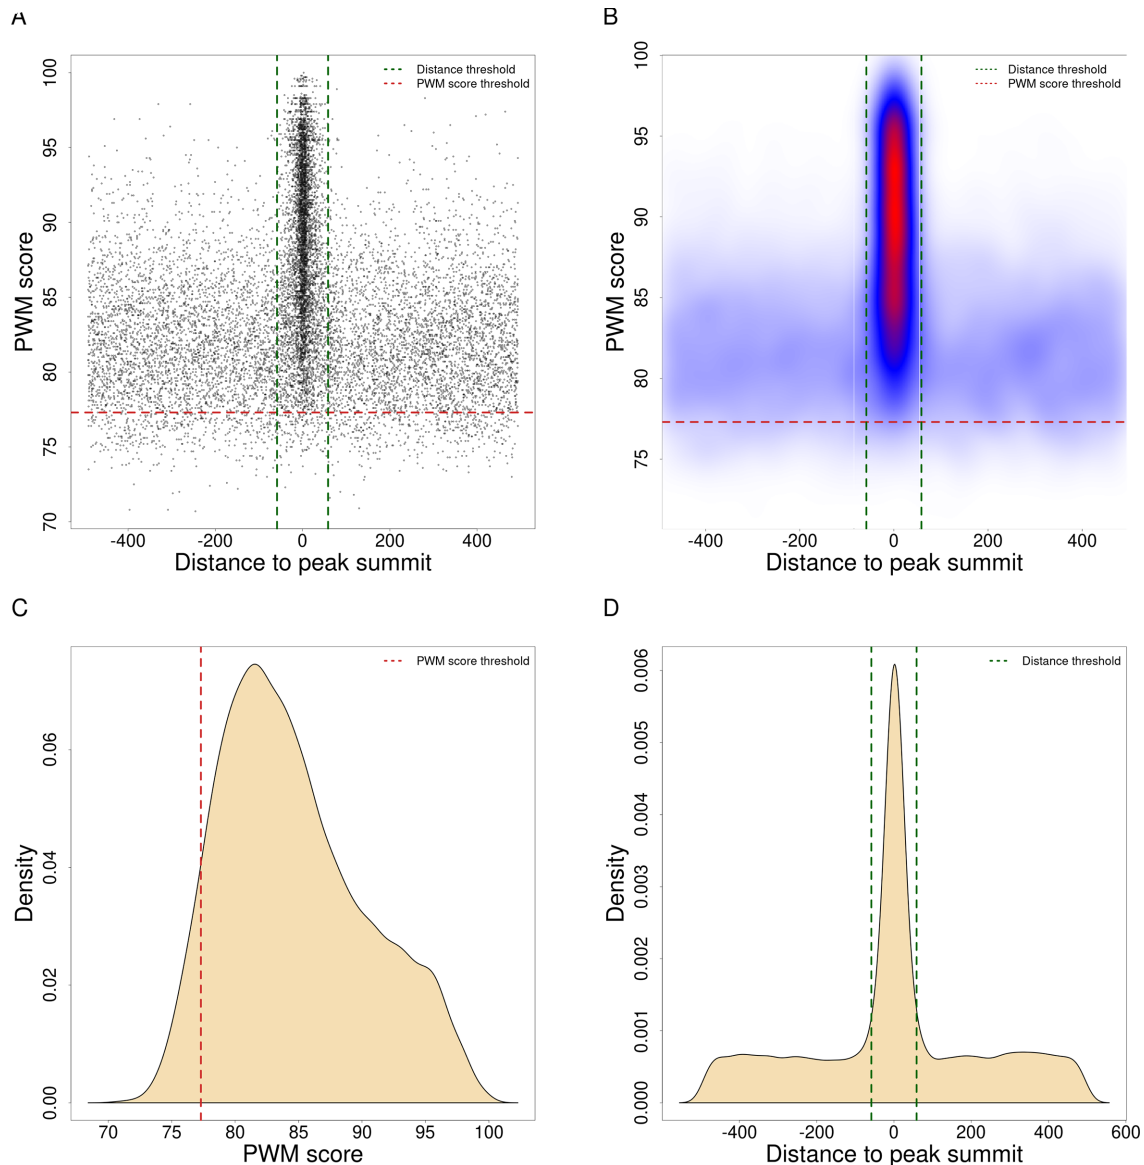 A
B
Distance threshold
PWM score threshold
Distance threshold
PWM score threshold
PWM score
100
95
90
85
80
75
70
-400
-200
0
200
400
Distance to peak summit
PWM score
100
95
90
85
80
75
-400
-200
0
200
400
Distance to peak summit
C
D
PWM score threshold
Distance threshold
Density
0.06
0.04
0.02
0.00
70
75
80
85
90
95
100
PWM score
Density
0.006
0.005
0.004
0.003
0.002
0.001
0.000
-400
-200
0
200
400
600
Distance to peak summit